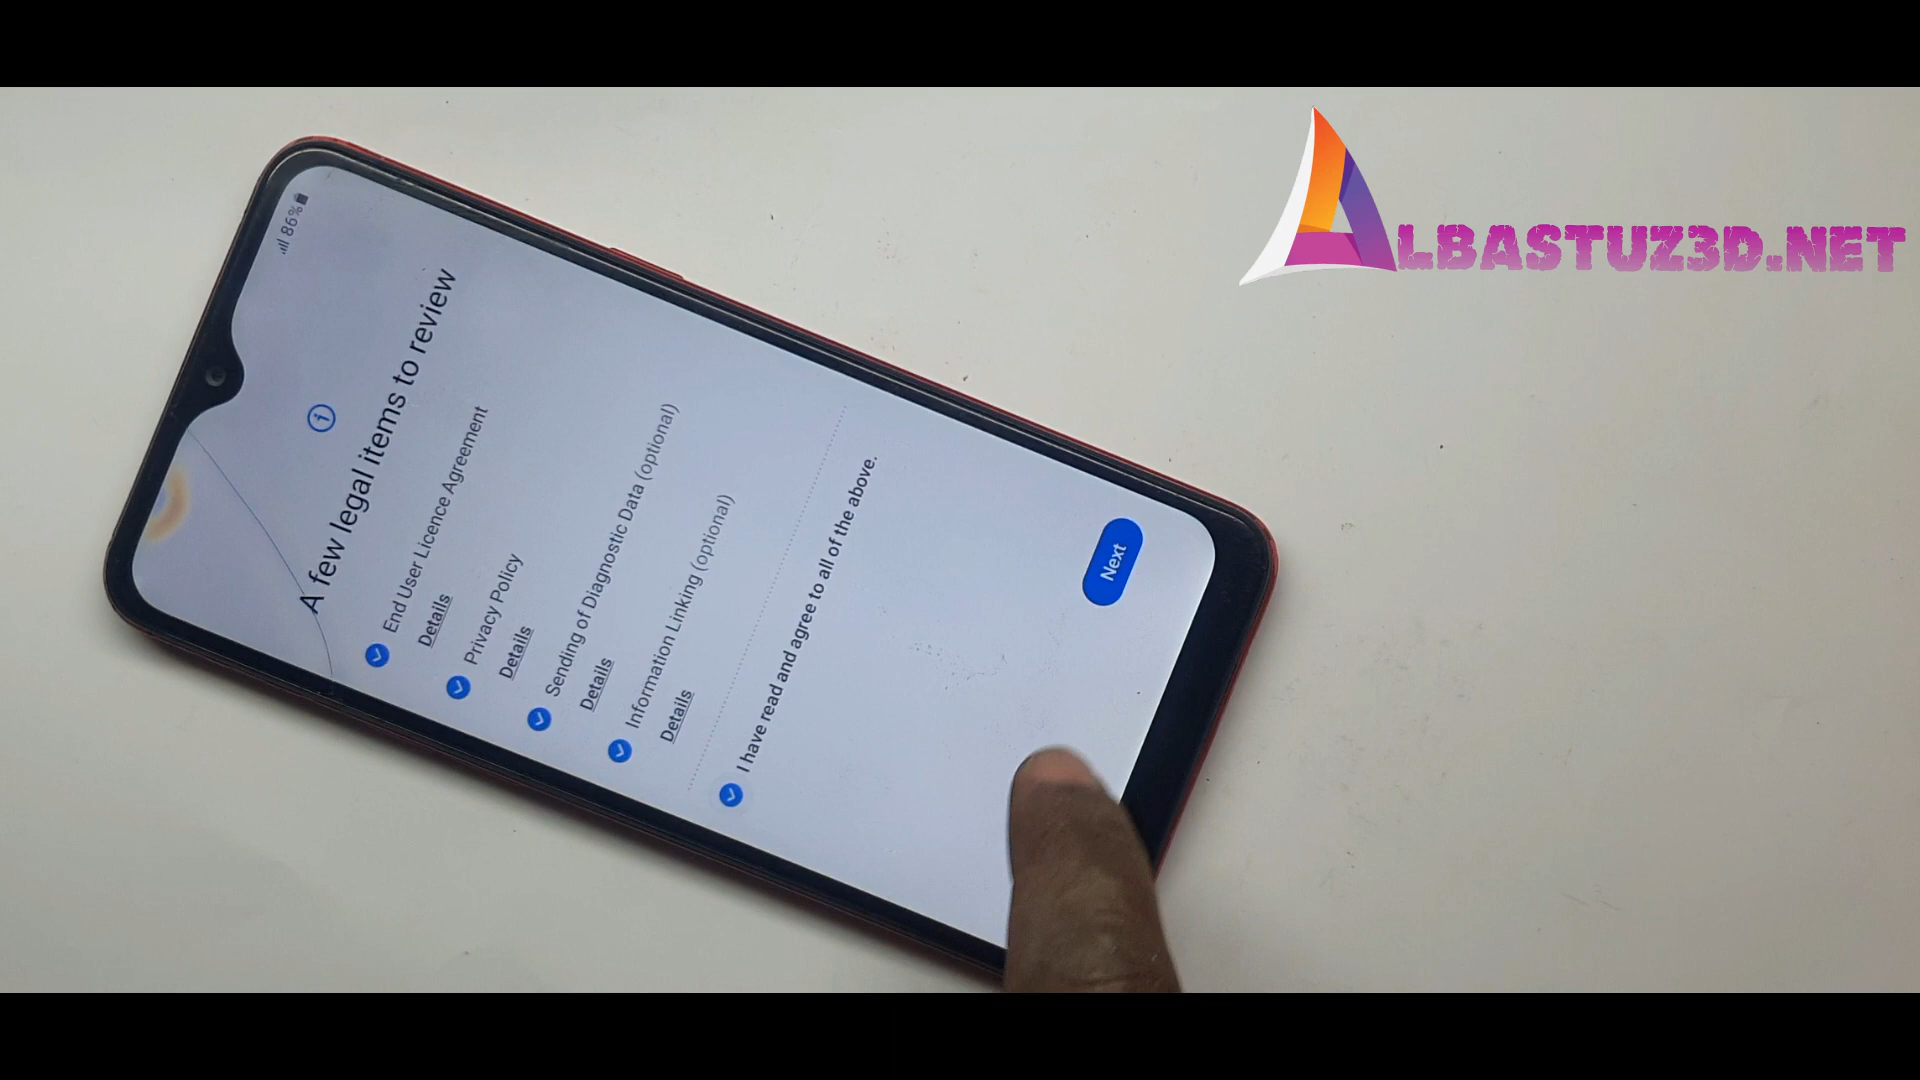 86%
A few legal items to review
End User Licence Agreement
Details
Privacy Policy
Details
Sending of Diagnostic Data (optional)
Details
Information Linking (optional)
Details
I have read and agree to all of the above.
Next
ALBASTUZ3D.NET